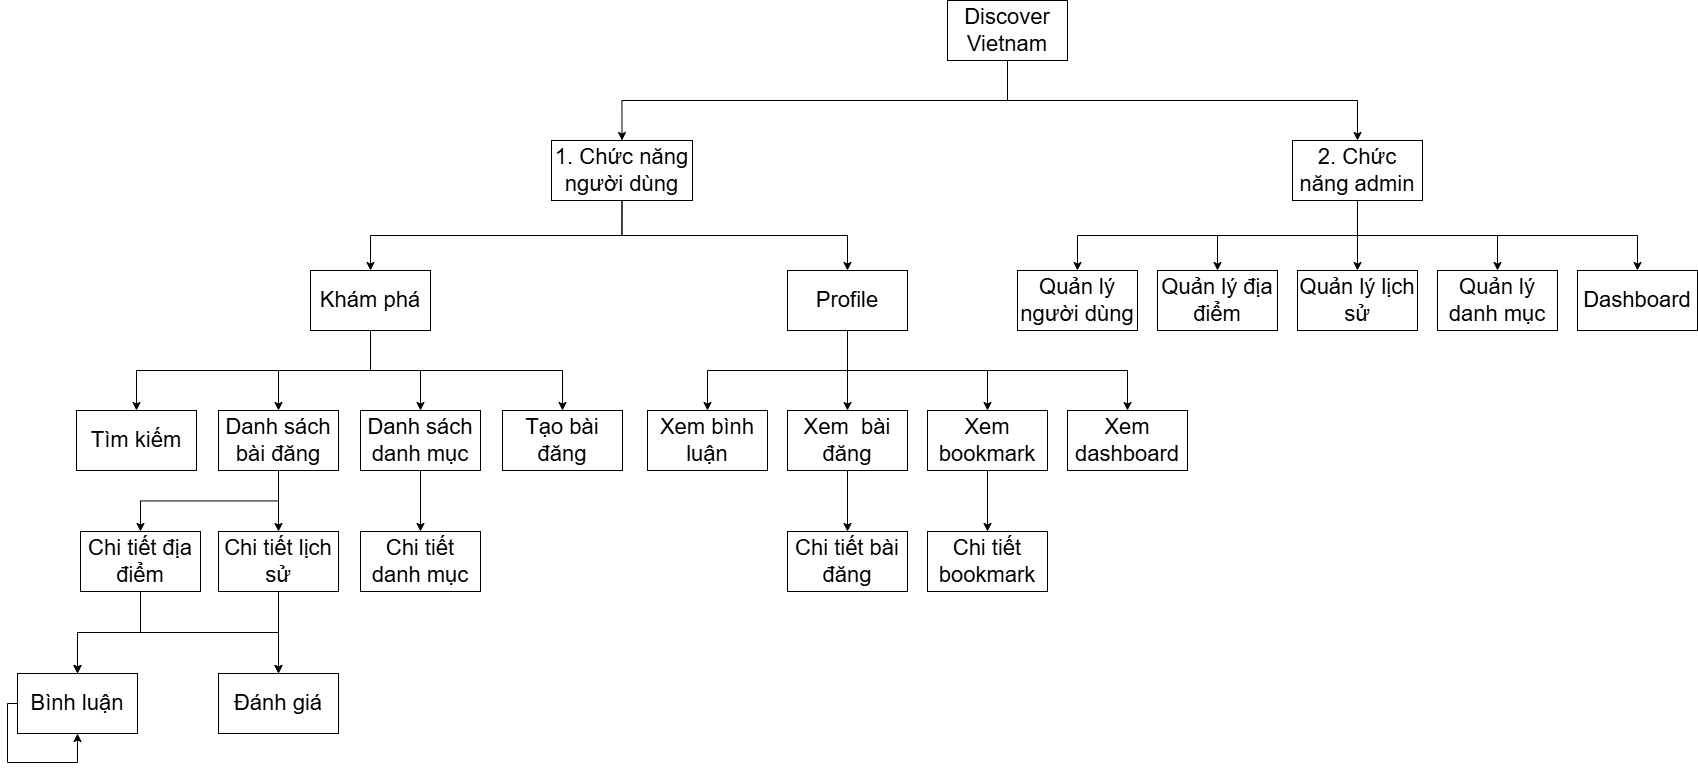 Discover
Vietnam
1. Chức năng
người dùng
2. Chức
năng admin
Khám phá
Profile
Quản lý
người dùng
Quản lý địa
điểm
Quản lý lịch
sử
Quản lý
danh mục
Dashboard
Tìm kiếm
Danh sách
bài đăng
Danh sách
danh mục
Tạo bài
đăng
Xem bình
luận
Xem  bài
đăng
Xem
bookmark
Xem
dashboard
Chi tiết địa
điểm
Chi tiết lịch
sử
Chi tiết
danh mục
Chi tiết bài
đăng
Chi tiết
bookmark
Bình luận
Đánh giá